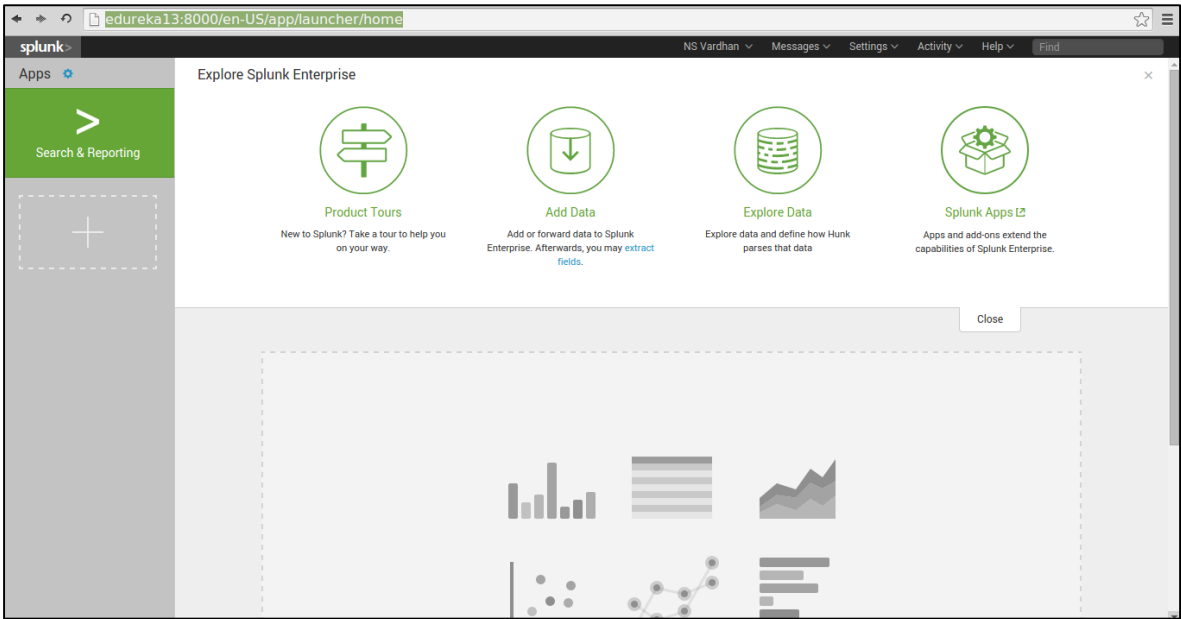 edureka13:8000/en-US/app/launcher/home
splunk>
NS Vardhan
Messages
Settings
Activity
Help
Find
Apps
Explore Splunk Enterprise
>
Search & Reporting
Product Tours
New to Splunk? Take a tour to help you
on your way.
Add Data
Add or forward data to Splunk
Enterprise. Afterwards, you may extract
fields.
Explore Data
Explore data and define how Hunk
parses that data
Splunk Apps
Apps and add-ons extend the
capabilities of Splunk Enterprise.
Close